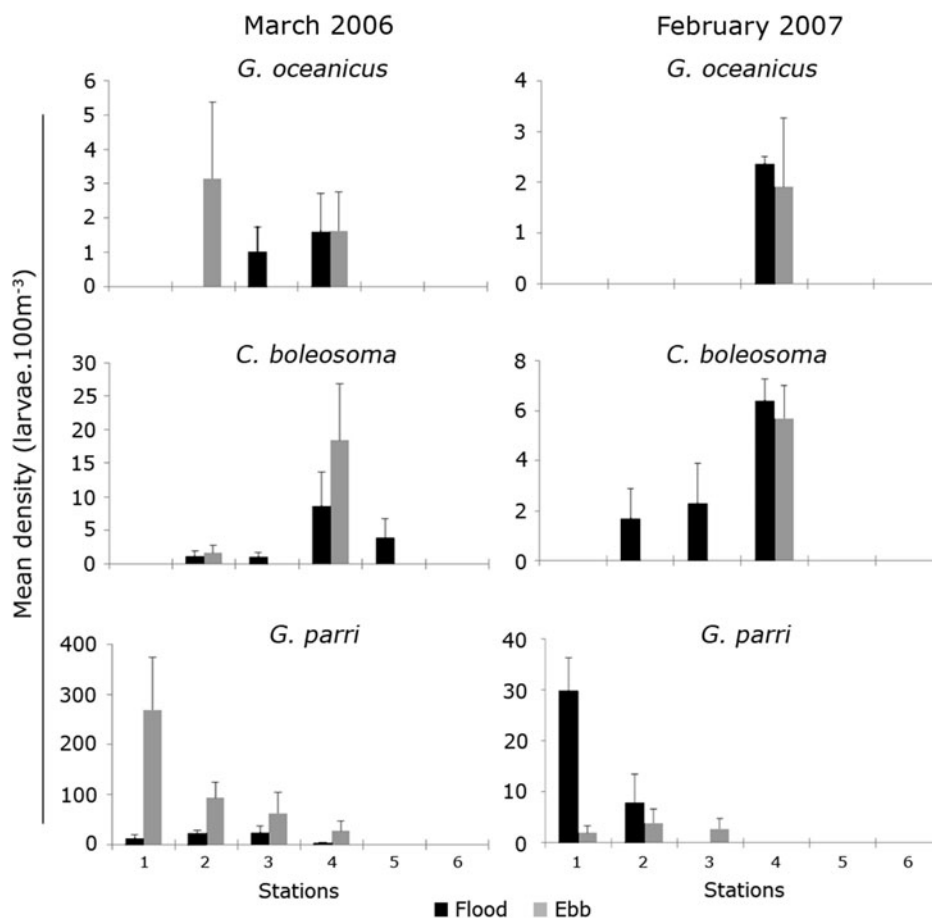 March 2006
February 2007
G. oceanicus
G. oceanicus
6
5
4
3
2
1
0
4
3
2
1
0
C. boleosoma
C. boleosoma
30
25
20
15
10
5
0
8
6
4
2
0
G. parri
G. parri
400
300
200
100
0
40
30
20
10
0
Mean density (larvae.100m⁻³)
1 2 3 4 5 6
1 2 3 4 5 6
Stations
Stations
Flood Ebb